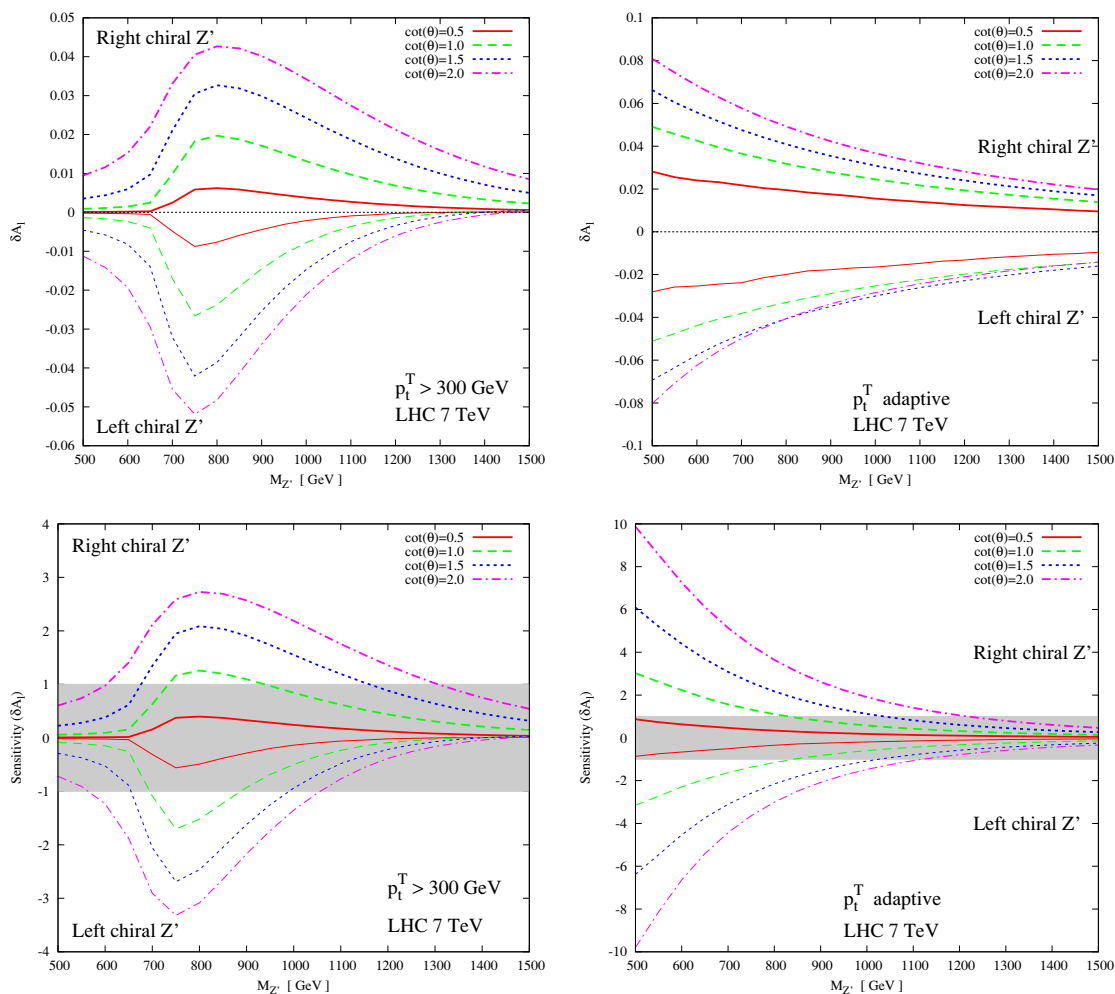 0.05
0.04
0.03
0.02
0.01
0
-0.01
-0.02
-0.03
-0.04
-0.05
-0.06
δA_l
Right chiral Z'
cot(θ)=0.5
cot(θ)=1.0
cot(θ)=1.5
cot(θ)=2.0
p_t^T > 300 GeV
LHC 7 TeV
Left chiral Z'
500 600 700 800 900 1000 1100 1200 1300 1400 1500
M_Z' [ GeV ]
0.1
0.08
0.06
0.04
0.02
0
-0.02
-0.04
-0.06
-0.08
-0.1
δA_l
cot(θ)=0.5
cot(θ)=1.0
cot(θ)=1.5
cot(θ)=2.0
Right chiral Z'
Left chiral Z'
p_t^T adaptive
LHC 7 TeV
500 600 700 800 900 1000 1100 1200 1300 1400 1500
M_Z' [ GeV ]
4
3
2
1
0
-1
-2
-3
-4
Sensitivity (δA_l)
Right chiral Z'
cot(θ)=0.5
cot(θ)=1.0
cot(θ)=1.5
cot(θ)=2.0
p_t^T > 300 GeV
LHC 7 TeV
Left chiral Z'
500 600 700 800 900 1000 1100 1200 1300 1400 1500
M_Z' [ GeV ]
10
8
6
4
2
0
-2
-4
-6
-8
-10
Sensitivity (δA_l)
cot(θ)=0.5
cot(θ)=1.0
cot(θ)=1.5
cot(θ)=2.0
Right chiral Z'
Left chiral Z'
p_t^T adaptive
LHC 7 TeV
500 600 700 800 900 1000 1100 1200 1300 1400 1500
M_Z' [ GeV ]